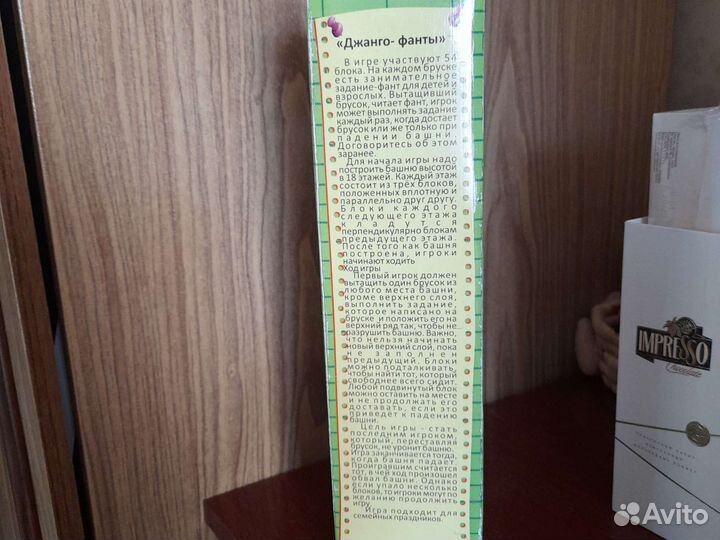 «Джанго- фанты»
В игре участвуют 54
блока. На каждом бруске
есть занимательное
задание-фант для детей и
взрослых. Вытащивший
брусок, читает фант, игрок
может выполнять задание
каждый раз, когда достает
брусок или же только при
падении башни.
Договоритесь об этом
заранее.
Для начала игры надо
построить башню высотой
в 18 этажей. Каждый этаж
состоит из трёх блоков,
положенных вплотную и
параллельно друг другу.
Блоки каждого
следующего этажа
кладутся
перпендикулярно блокам
предыдущего этажа.
После того как башня
построена, игроки
начинают ходить
Ход игры
Первый игрок должен
вытащить один брусок из
любого места башни,
кроме верхнего слоя,
выполнить задание,
которое написано на
бруске и положить его на
верхний ряд так, чтобы не
разрушить башню. Важно,
что нельзя начинать
новый верхний слой, пока
не заполнен
предыдущий. Блоки
можно подталкивать,
чтобы найти тот, который
свободнее всего сидит.
Любой подвинутый блок
можно оставить на месте
и не продолжать его
доставать, если это
приведёт к падению
башни.
Цель игры - стать
последним игроком,
который, переставляя
брусок, не уронит башню.
Игра заканчивается тогда,
когда башня падает.
Проигравшим считается
тот, в чей ход произошел
обвал башни. Однако
если упало несколько
блоков, то игроки могут по
желанию продолжить
игру.
Игра подходит для
семейных праздников.
IMPRESSO
Chocolate
Avito